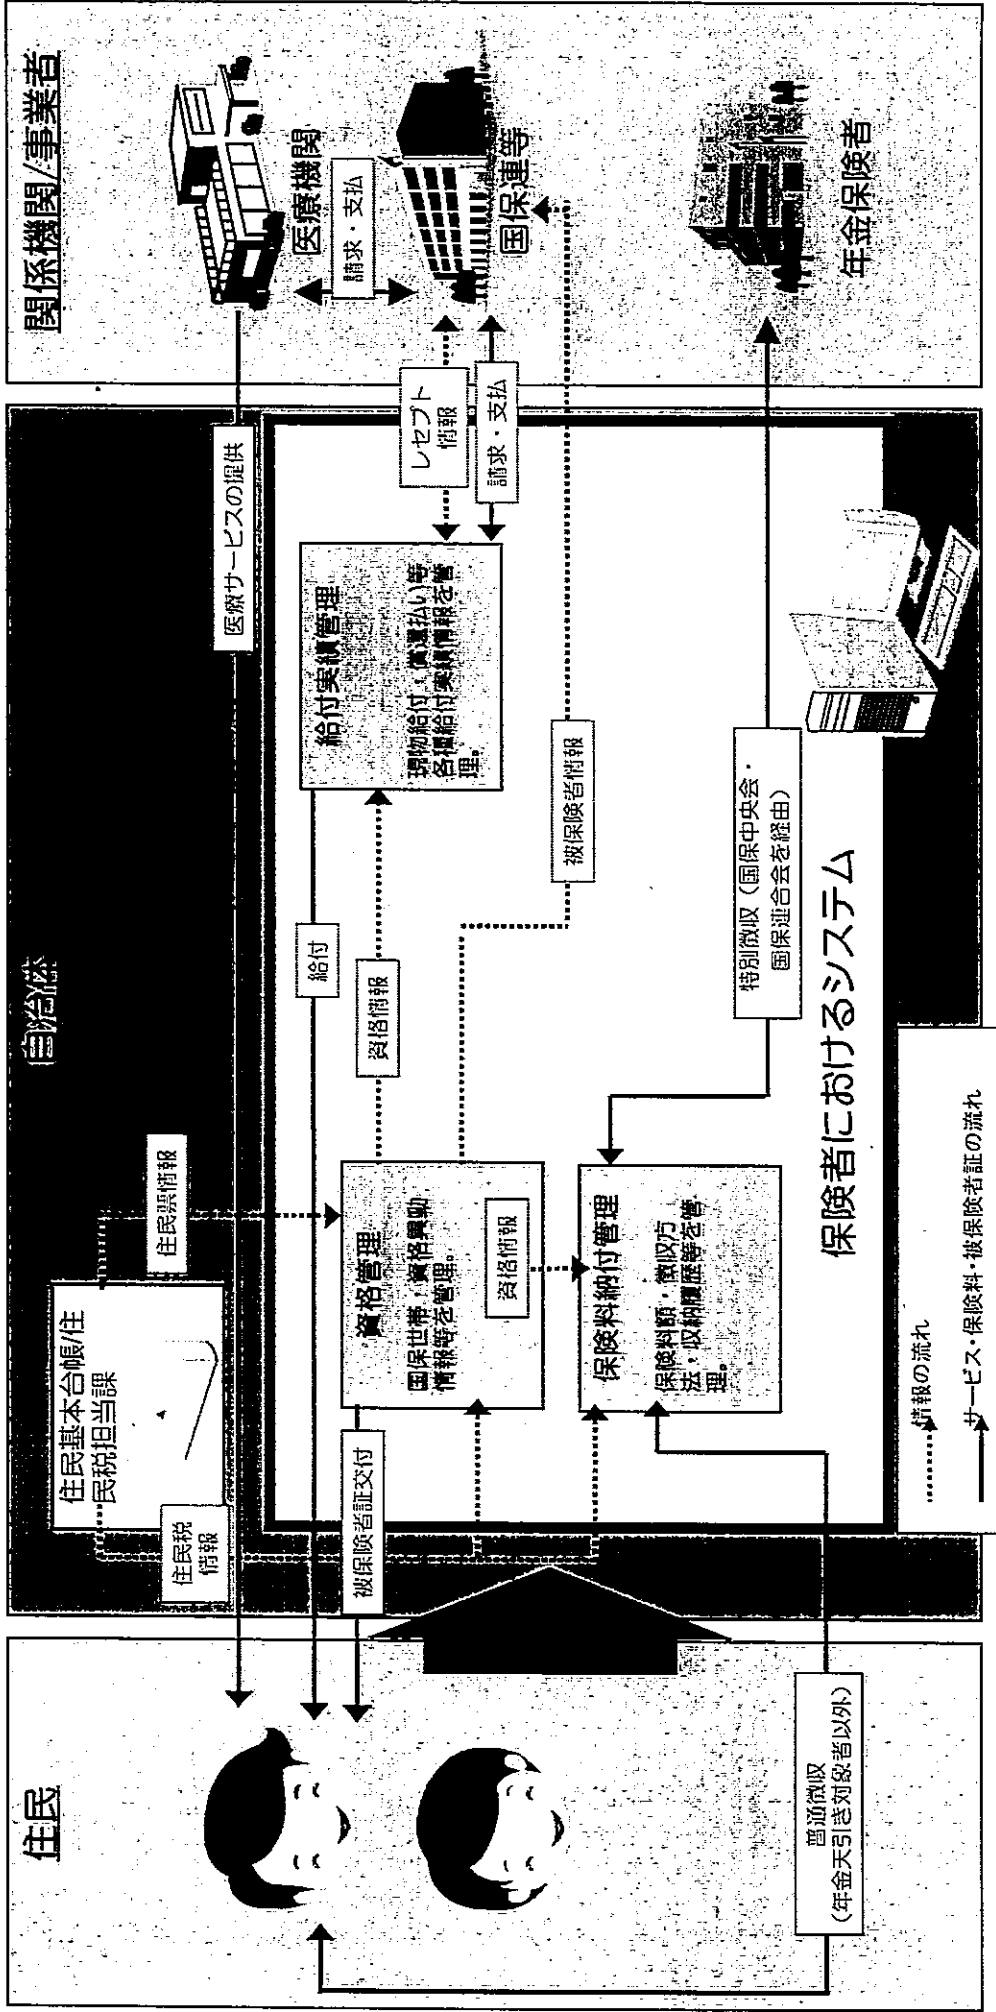 住民
普通徴収
(年金天引き対象者以外)
自治体
住民基本台帳/住
民税担当課
住民税
情報
住民票情報
医療サービスの提供
給付
被保険者証交付
資格管理
国保世帯、資格異動
情報等を管理。
資格情報
資格情報
給付実績管理
現物給付、償還払い等
各種給付実績情報を管
理。
保険料納付管理
保険料額、徴収方
法、収納履歴等を管
理。
レセプト
情報
請求・支払
被保険者情報
特別徴収(国保中央会・
国保連合会を経由)
保険者におけるシステム
関係機関/事業者
医療機関
請求・支払
国保連等
年金保険者
情報の流れ
サービス・保険料・被保険者証の流れ